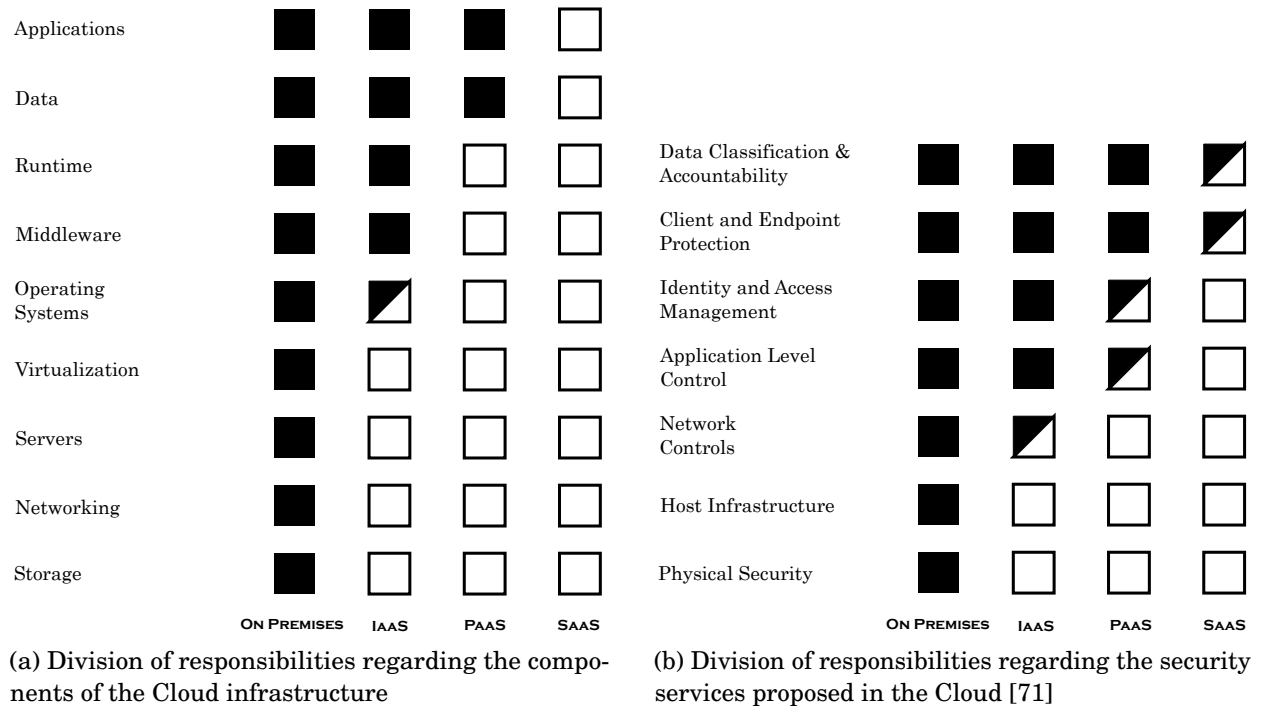 Applications
Data
Runtime
Middleware
Operating
Systems
Virtualization
Servers
Networking
Storage
ON PREMISES IAAS PAAS SAAS
(a) Division of responsibilities regarding the compo-
nents of the Cloud infrastructure
Data Classification &
Accountability
Client and Endpoint
Protection
Identity and Access
Management
Application Level
Control
Network
Controls
Host Infrastructure
Physical Security
ON PREMISES IAAS PAAS SAAS
(b) Division of responsibilities regarding the security
services proposed in the Cloud [71]